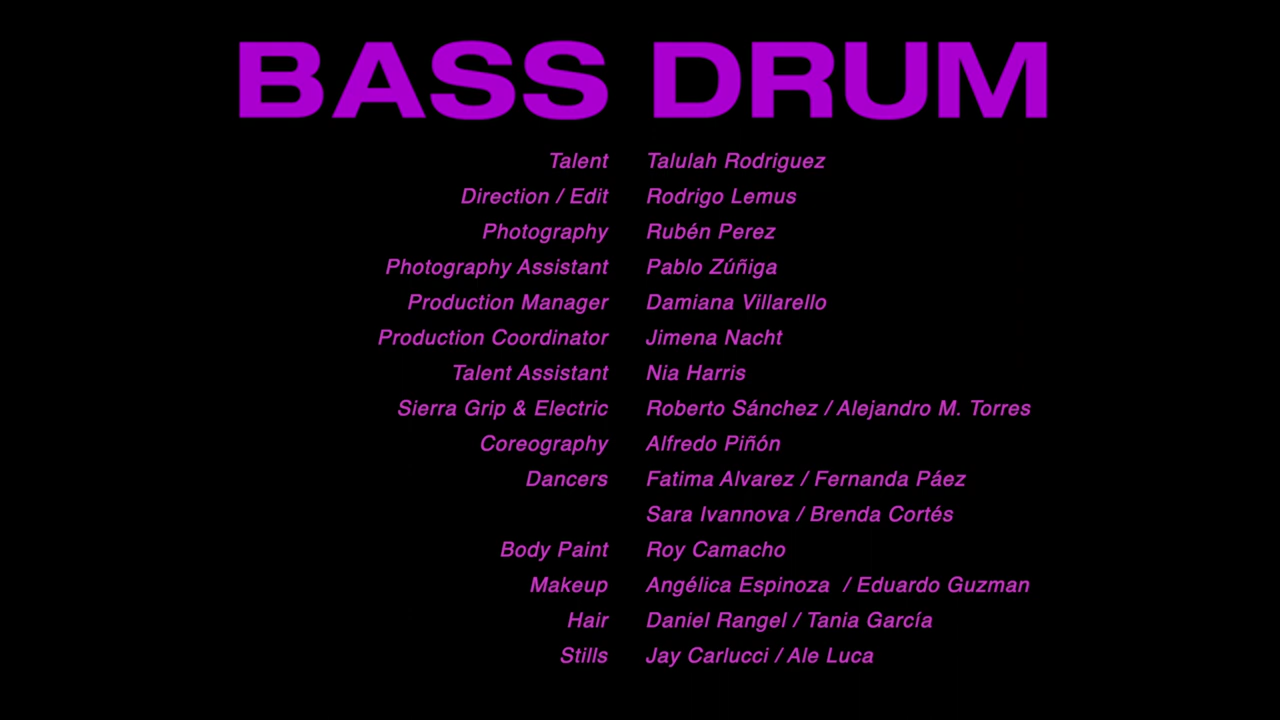 BASS DRUM
Talent Talulah Rodriguez
Direction / Edit Rodrigo Lemus
Photography Rubén Perez
Photography Assistant Pablo Zúñiga
Production Manager Damiana Villarello
Production Coordinator Jimena Nacht
Talent Assistant Nia Harris
Sierra Grip & Electric Roberto Sánchez / Alejandro M. Torres
Coreography Alfredo Piñón
Dancers Fatima Alvarez / Fernanda Páez
Sara Ivannova / Brenda Cortés
Body Paint Roy Camacho
Makeup Angélica Espinoza / Eduardo Guzman
Hair Daniel Rangel / Tania García
Stills Jay Carlucci / Ale Luca